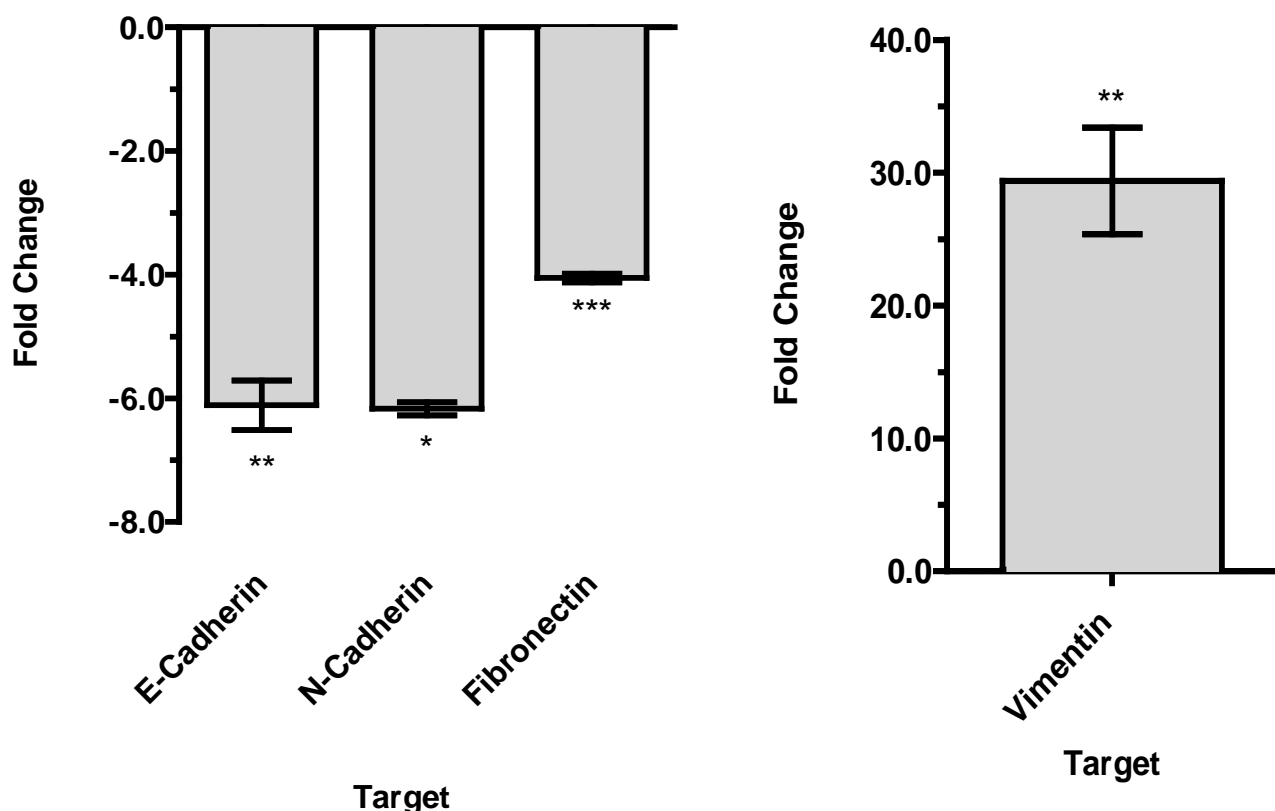 0.0
-2.0
-4.0
-6.0
-8.0
Fold Change
**
*
***
E-Cadherin
N-Cadherin
Fibronectin
Target
40.0
30.0
20.0
10.0
0.0
Fold Change
**
Vimentin
Target